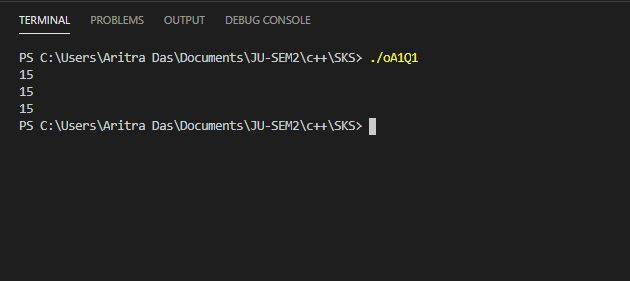 TERMINAL PROBLEMS OUTPUT DEBUG CONSOLE
PS C:\Users\Aritra Das\Documents\JU-SEM2\c++\SKS> ./oA1Q1
15
15
15
PS C:\Users\Aritra Das\Documents\JU-SEM2\c++\SKS>